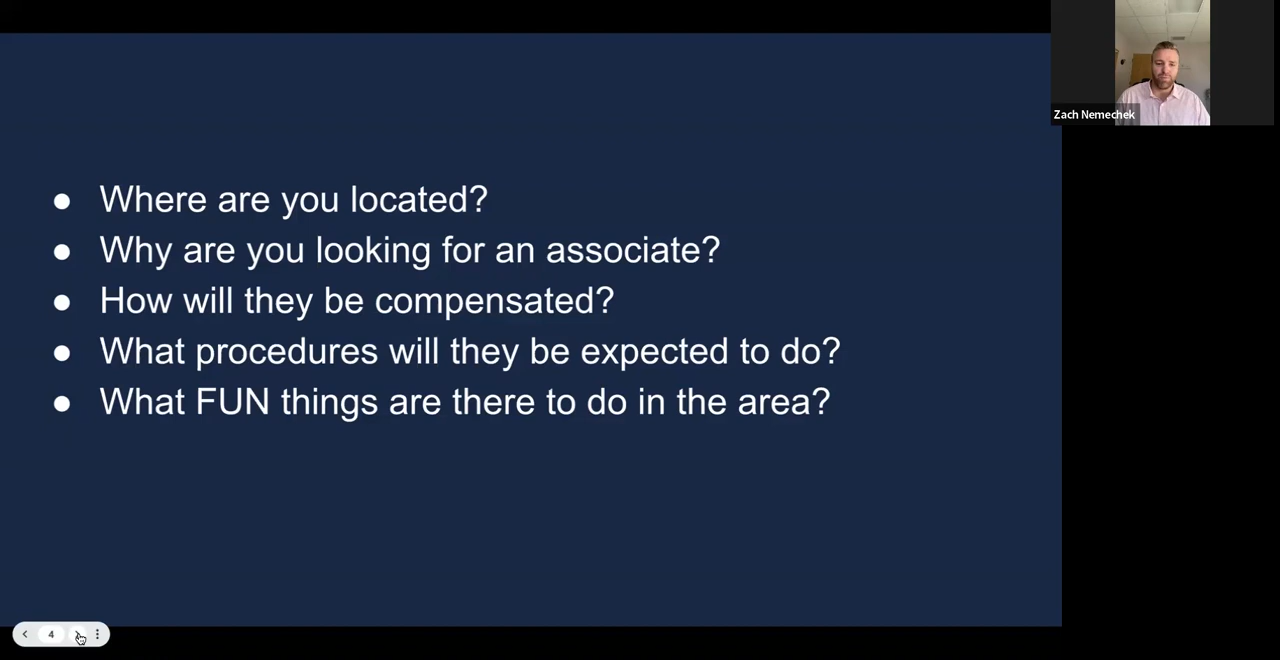 Zach Nemechek
● Where are you located?
● Why are you looking for an associate?
● How will they be compensated?
● What procedures will they be expected to do?
● What FUN things are there to do in the area?
4